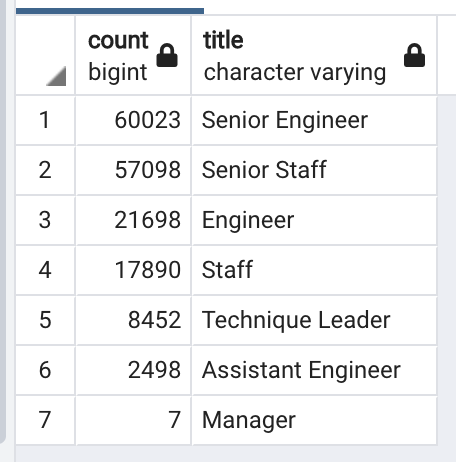 count title
bigint character varying
1 60023 Senior Engineer
2 57098 Senior Staff
3 21698 Engineer
4 17890 Staff
5 8452 Technique Leader
6 2498 Assistant Engineer
7 7 Manager